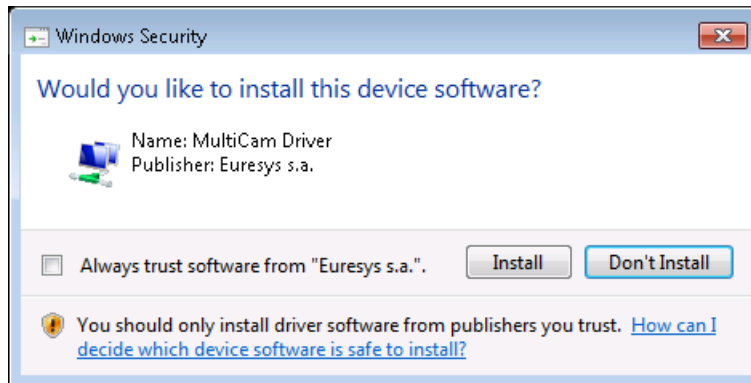 Windows Security
Would you like to install this device software?
Name: MultiCam Driver
Publisher: Euresys s.a.
Always trust software from "Euresys s.a.".
Install
Don't Install
You should only install driver software from publishers you trust. How can I
decide which device software is safe to install?